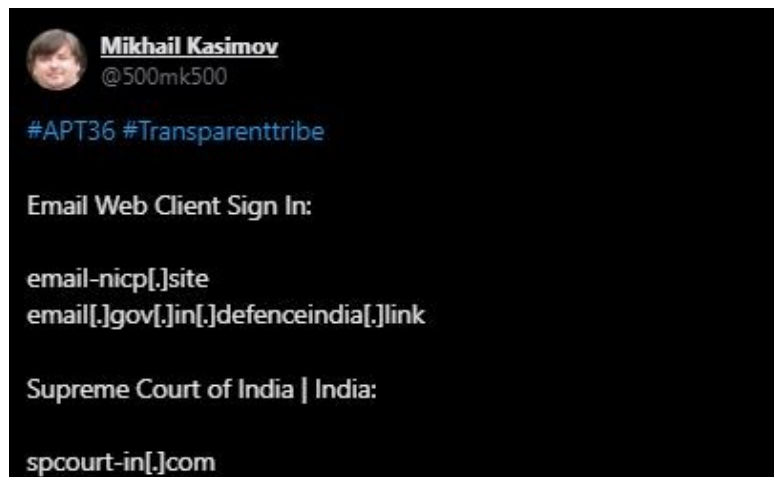 Mikhail Kasimov
@500mk500
#APT36 #Transparenttribe
Email Web Client Sign In:
email-nicp[.]site
email[.]gov[.]in[.]defenceindia[.]link
Supreme Court of India | India:
spcourt-in[.]com